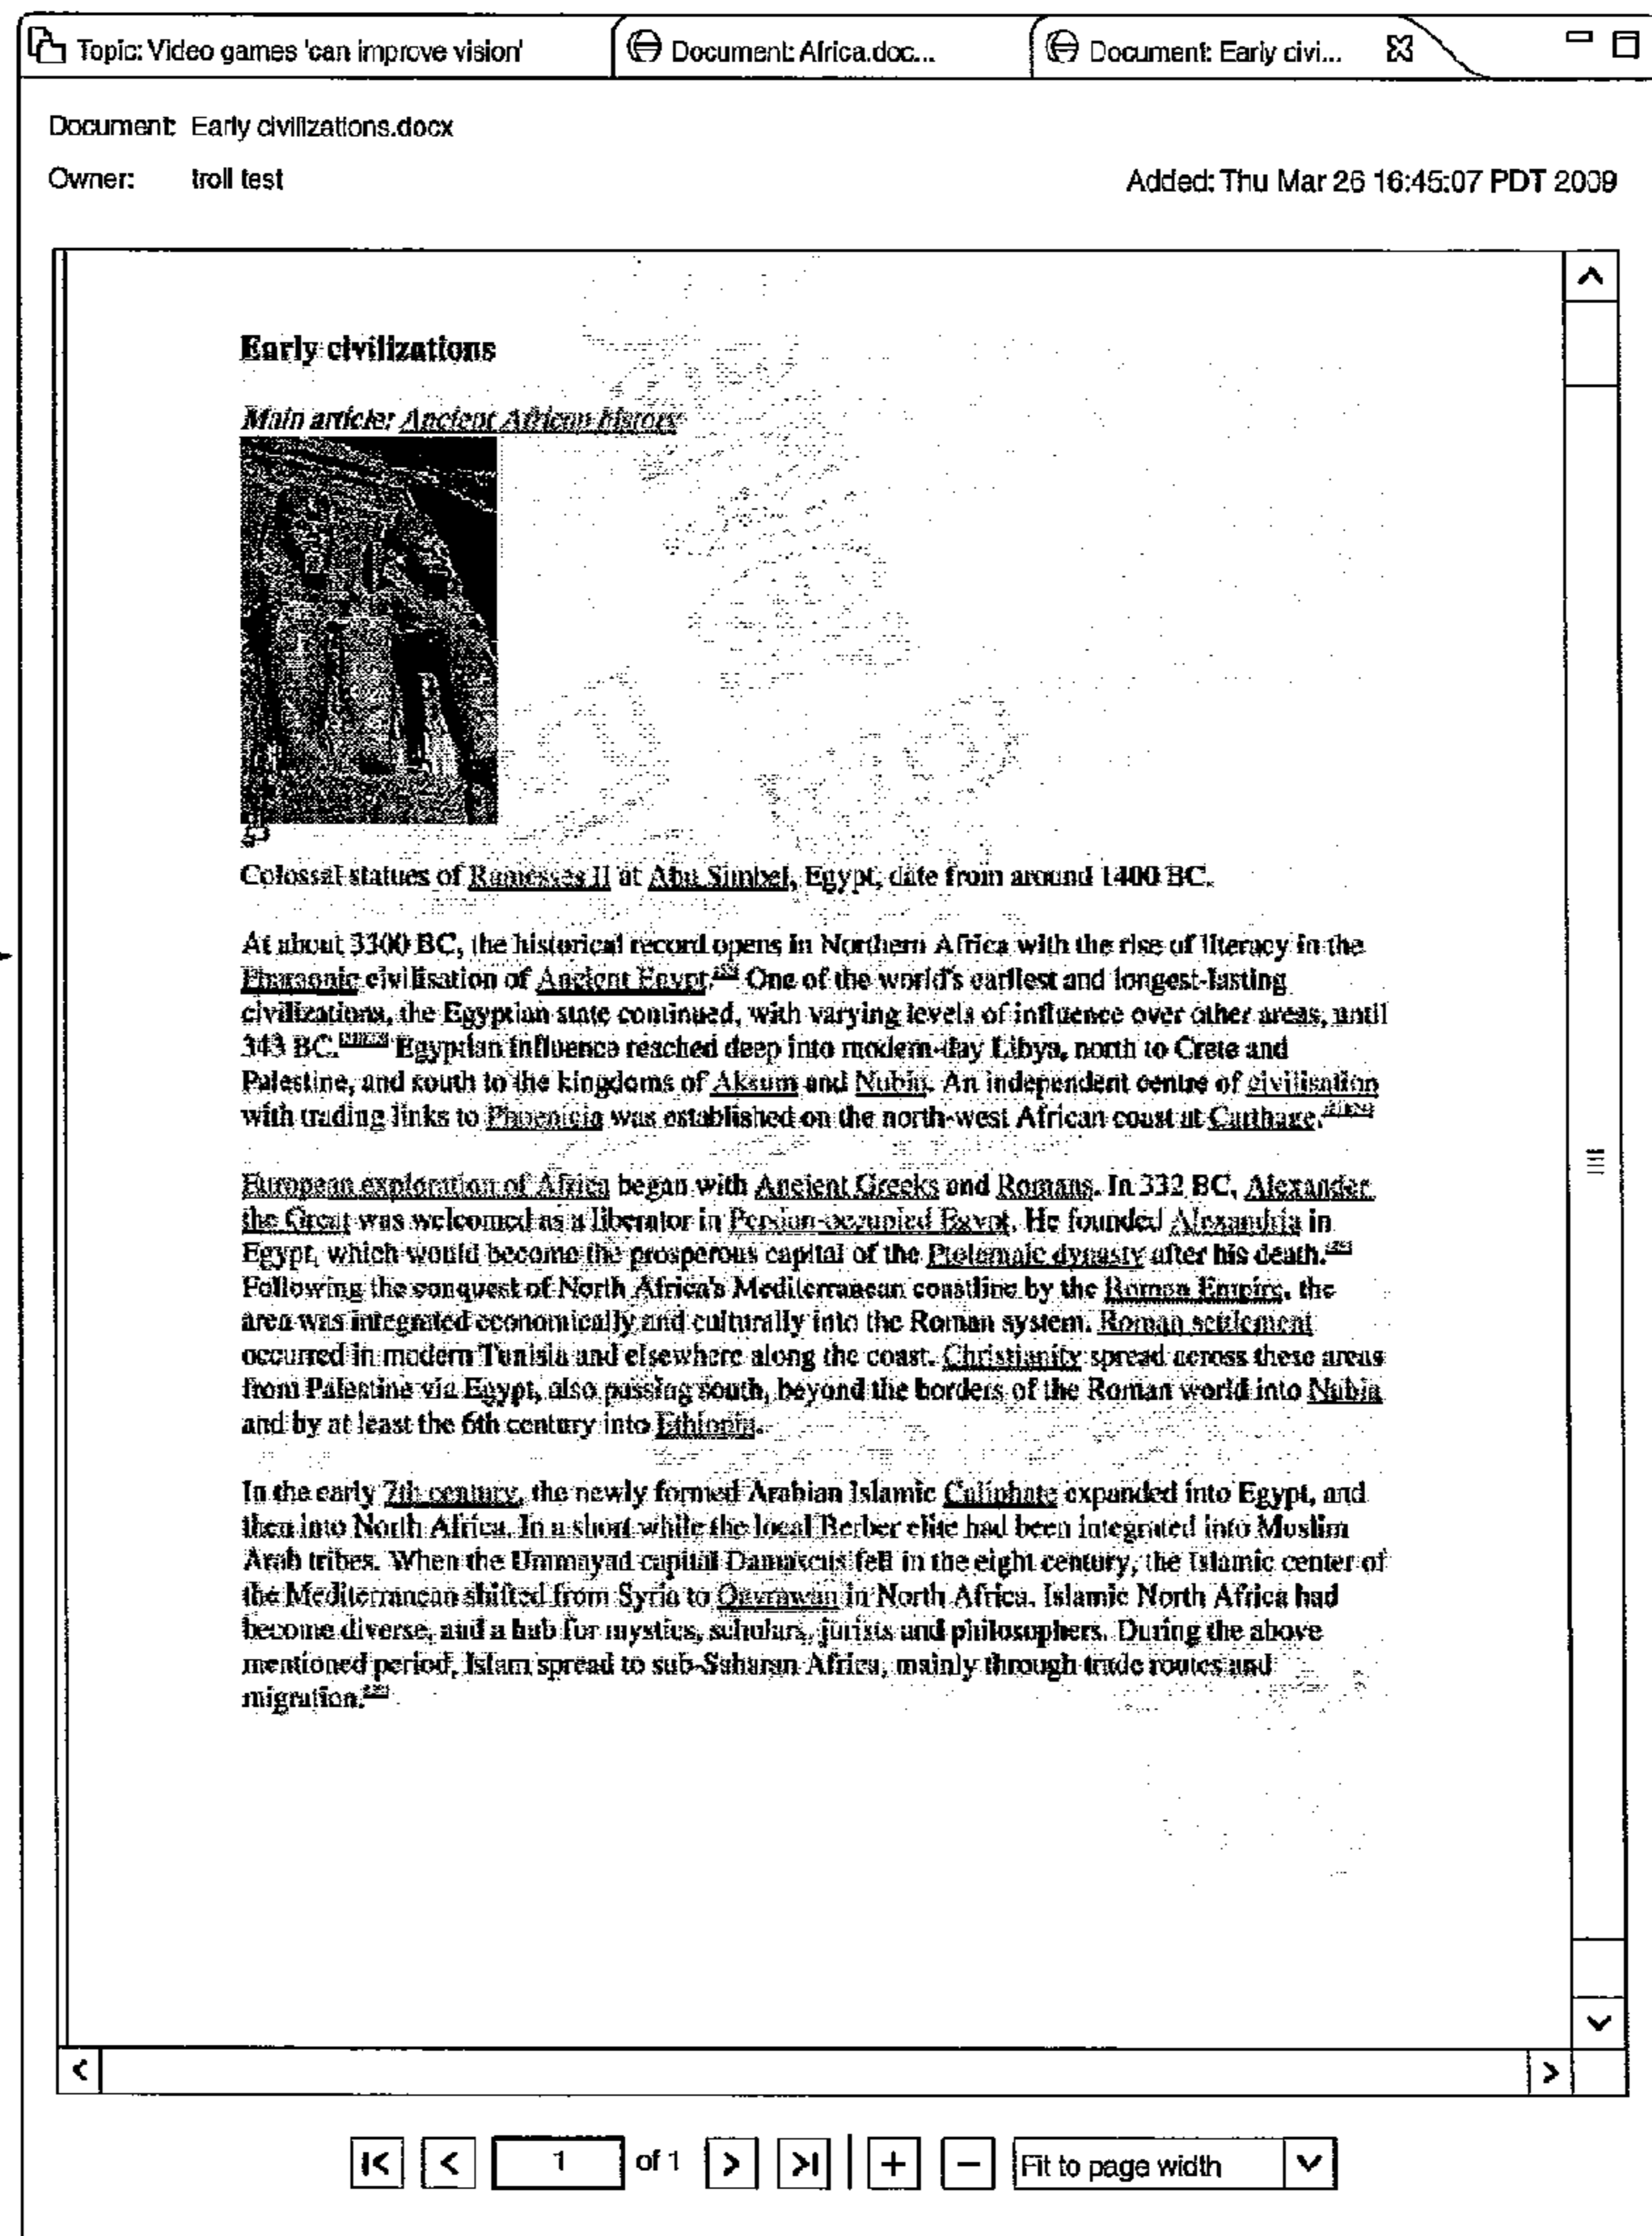 Topic: Video games 'can improve vision'
Document: Africa.doc...
Document: Early civi...
Document: Early civilizations.docx
Owner: troll test
Added: Thu Mar 26 16:45:07 PDT 2009
Early civilizations
Main article: Ancient African history
Colossal statues of Ramesses II at Abu Simbel, Egypt, date from around 1400 BC.
At about 3300 BC, the historical record opens in Northern Africa with the rise of literacy in the
Pharaonic civilisation of Ancient Egypt. One of the world's earliest and longest-lasting
civilizations, the Egyptian state continued, with varying levels of influence over other areas, until
343 BC. Egyptian influence reached deep into modern-day Libya, north to Crete and
Palestine, and south to the kingdoms of Aksum and Nubia. An independent centre of civilisation
with trading links to Phoenicia was established on the north-west African coast at Carthage.
European exploration of Africa began with Ancient Greeks and Romans. In 332 BC, Alexander
the Great was welcomed as a liberator in Persian-occupied Egypt. He founded Alexandria in
Egypt, which would become the prosperous capital of the Ptolemaic dynasty after his death.
Following the conquest of North Africa's Mediterranean coastline by the Roman Empire, the
area was integrated economically and culturally into the Roman system. Roman settlement
occurred in modern Tunisia and elsewhere along the coast. Christianity spread across these areas
from Palestine via Egypt, also passing south, beyond the borders of the Roman world into Nubia
and by at least the 6th century into Ethiopia.
In the early 7th century, the newly formed Arabian Islamic Caliphate expanded into Egypt, and
then into North Africa. In a short while the local Berber elite had been integrated into Muslim
Arab tribes. When the Ummayad capital Damascus fell in the eight century, the Islamic center of
the Mediterranean shifted from Syria to Qayrawan in North Africa. Islamic North Africa had
become diverse, and a hub for mystics, scholars, jurists and philosophers. During the above
mentioned period, Islam spread to sub-Saharan Africa, mainly through trade routes and
migration.
1 of 1 Fit to page width